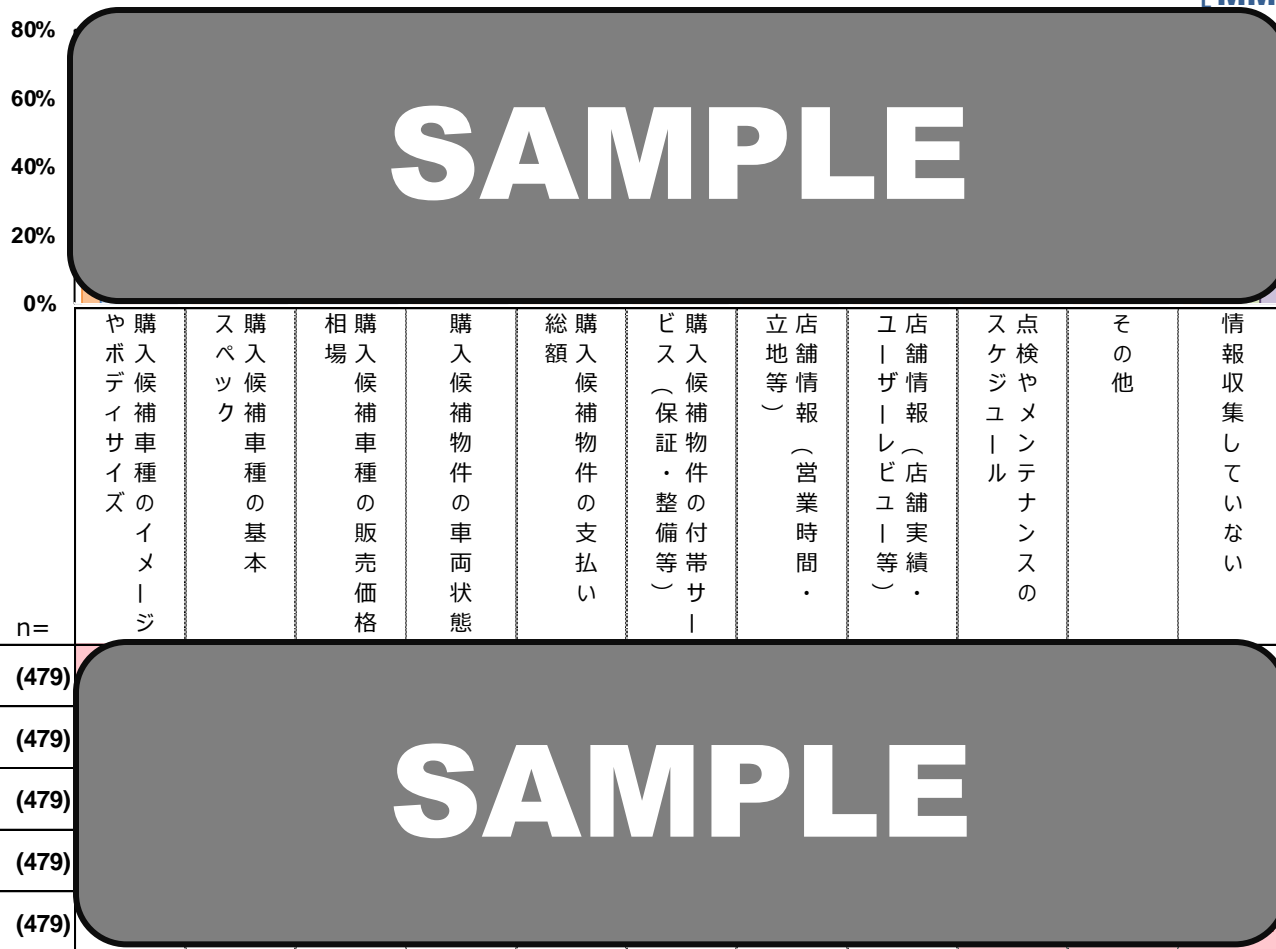 80%
60%
40%
20%
0%
SAMPLE
購入候補車種のイメージ
やボディサイズ
購入候補車種の基本
スペック
購入候補車種の販売価格
相場
購入候補物件の車両状態
購入候補物件の支払い
総額
購入候補物件の付帯サー
ビス（保証・整備等）
店舗情報（営業時間・
立地等）
店舗情報（店舗実績・
ユーザーレビュー等）
点検やメンテナンスの
スケジュール
その他
情報収集していない
n=
(479)
(479)
(479)
(479)
(479)
SAMPLE